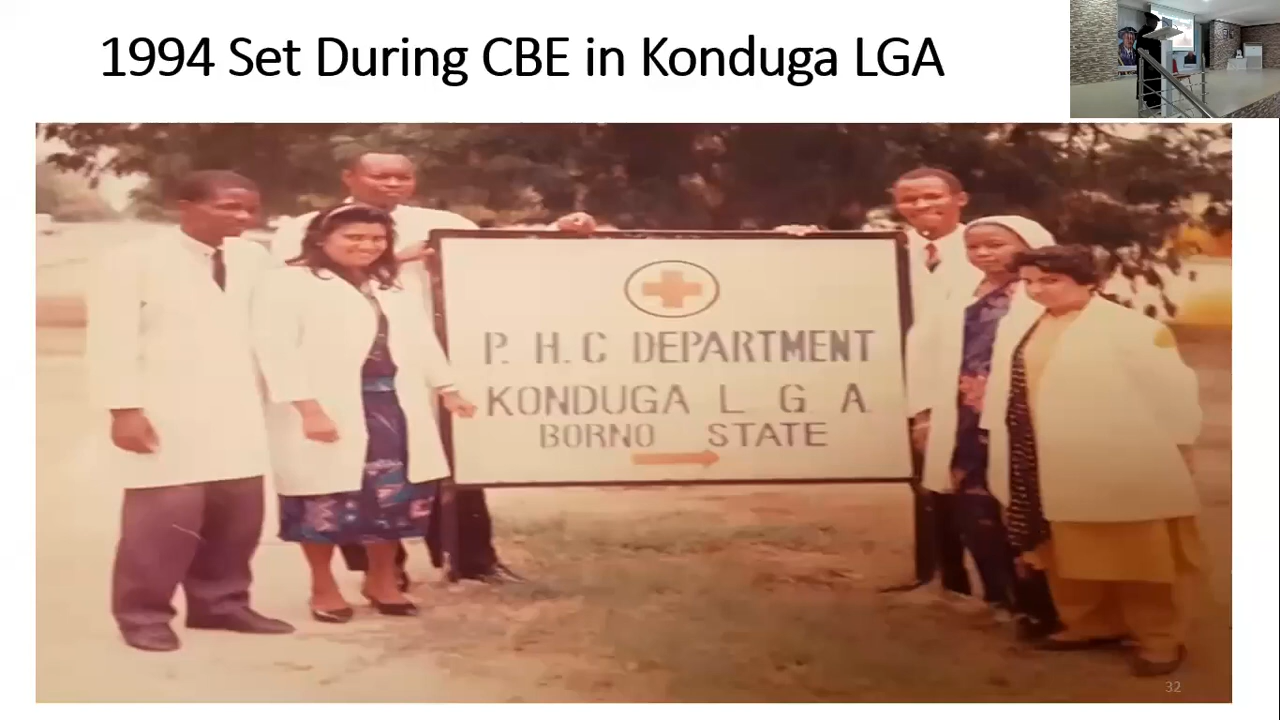 1994 Set During CBE in Konduga LGA
P. H. C DEPARTMENT
KONDUGA L G A
BORNO STATE
32